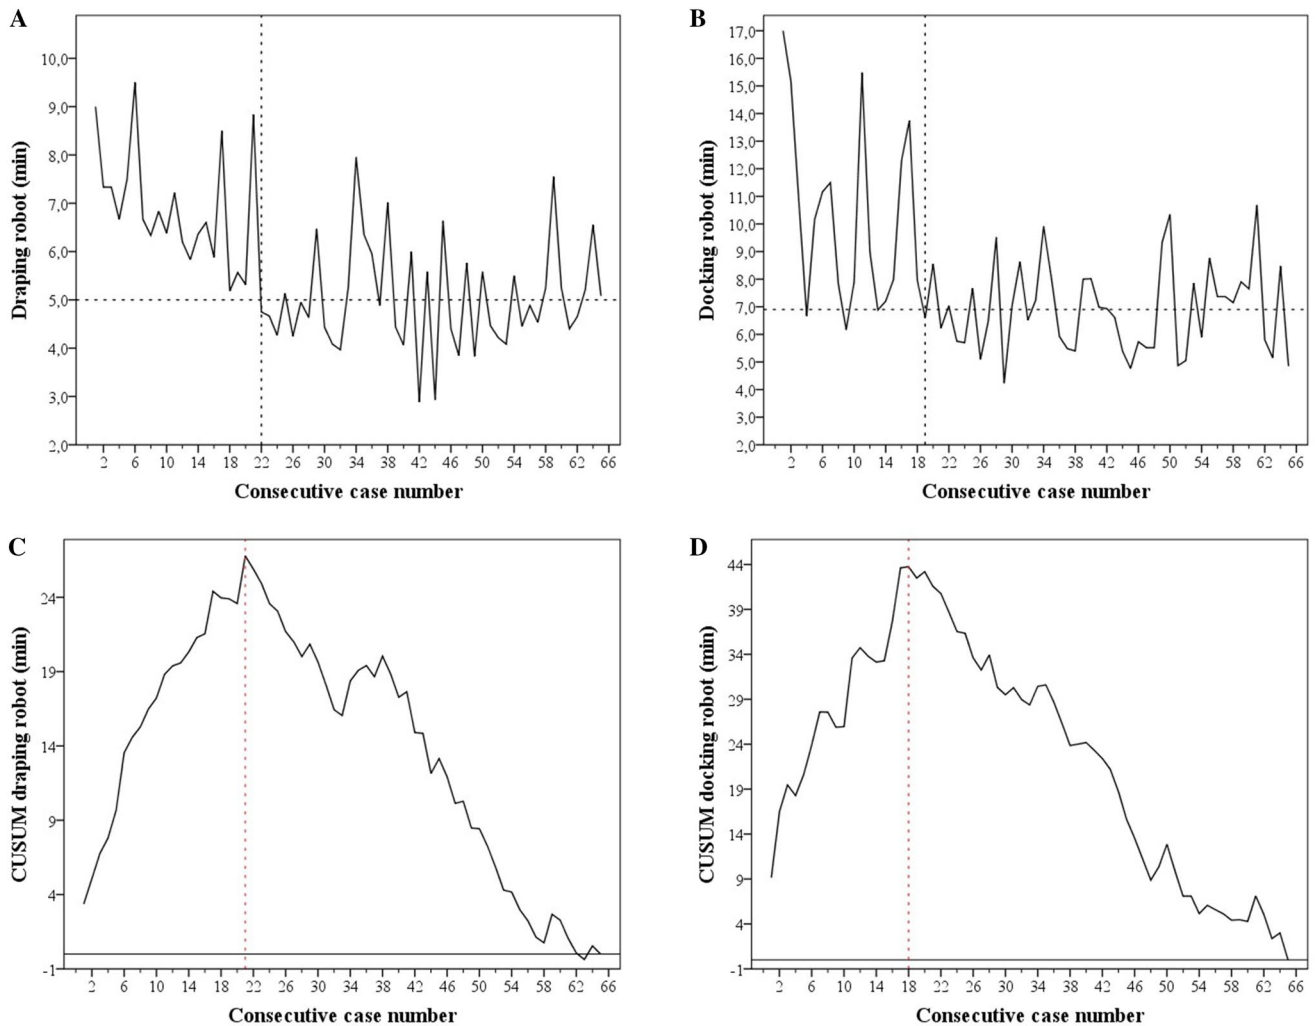 A
Draping robot (min)
10,0
9,0
8,0
7,0
6,0
5,0
4,0
3,0
2,0
2 6 10 14 18 22 26 30 34 38 42 46 50 54 58 62 66
Consecutive case number
B
Docking robot (min)
17,0
16,0
15,0
14,0
13,0
12,0
11,0
10,0
9,0
8,0
7,0
6,0
5,0
4,0
3,0
2,0
2 6 10 14 18 22 26 30 34 38 42 46 50 54 58 62 66
Consecutive case number
C
CUSUM draping robot (min)
24
19
14
9
4
-1
2 6 10 14 18 22 26 30 34 38 42 46 50 54 58 62 66
Consecutive case number
D
CUSUM docking robot (min)
44
39
34
29
24
19
14
9
4
-1
2 6 10 14 18 22 26 30 34 38 42 46 50 54 58 62 66
Consecutive case number